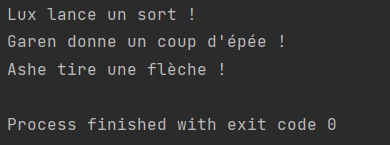 Lux lance un sort !
Garen donne un coup d'épée !
Ashe tire une flèche !
Process finished with exit code 0